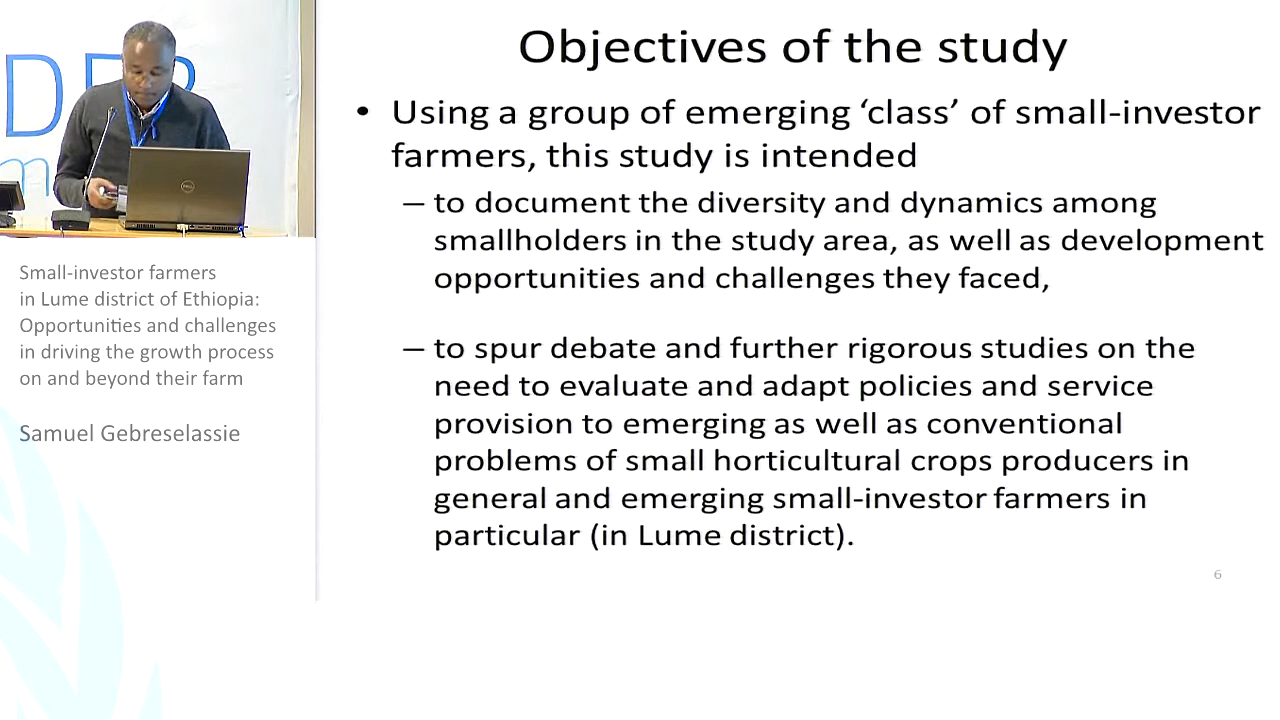 Objectives of the study
• Using a group of emerging ‘class’ of small-investor
farmers, this study is intended
– to document the diversity and dynamics among
smallholders in the study area, as well as development
opportunities and challenges they faced,
– to spur debate and further rigorous studies on the
need to evaluate and adapt policies and service
provision to emerging as well as conventional
problems of small horticultural crops producers in
general and emerging small-investor farmers in
particular (in Lume district).
6
Small-investor farmers
in Lume district of Ethiopia:
Opportunities and challenges
in driving the growth process
on and beyond their farm
Samuel Gebreselassie
DELL